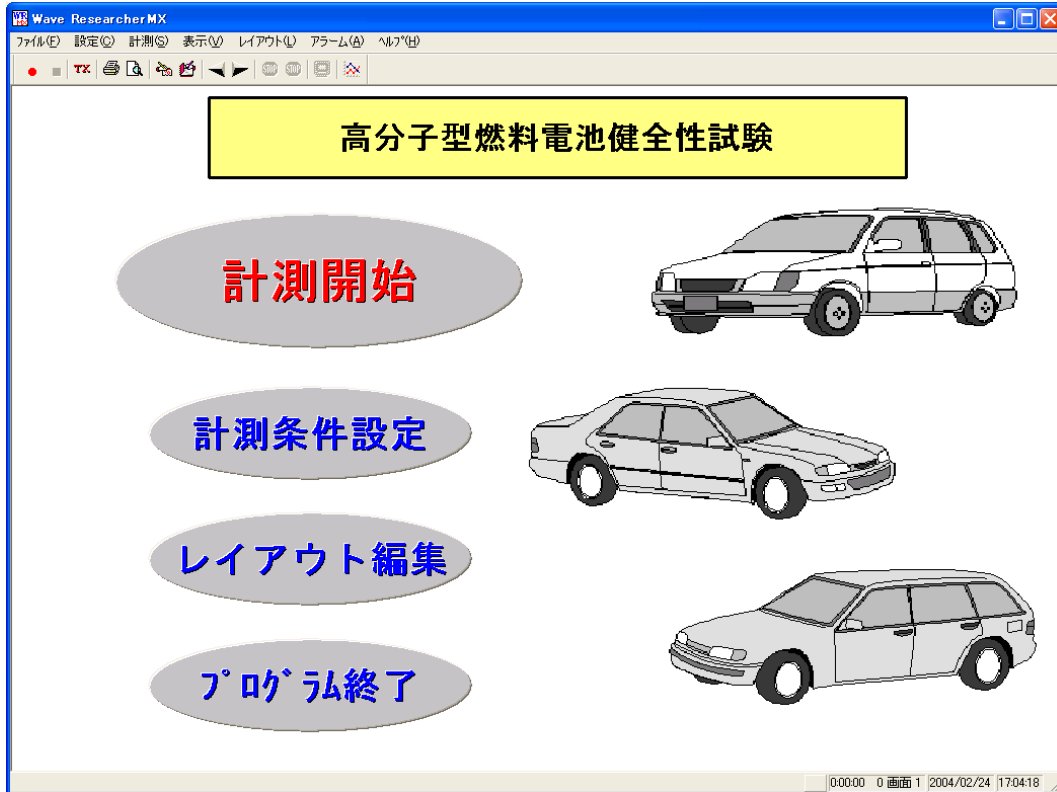 Wave ResearcherMX
ﾌｧｲﾙ(F) 設定(C) 計測(S) 表示(V) ﾚｲｱｳﾄ(L) ｱﾗｰﾑ(A) ﾍﾙﾌﾟ(H)
TX STOP STOP
高分子型燃料電池健全性試験
計測開始
計測条件設定
レイアウト編集
ﾌﾟﾛｸﾞﾗﾑ終了
0:00:00 0 画面 1 2004/02/24 17:04:18